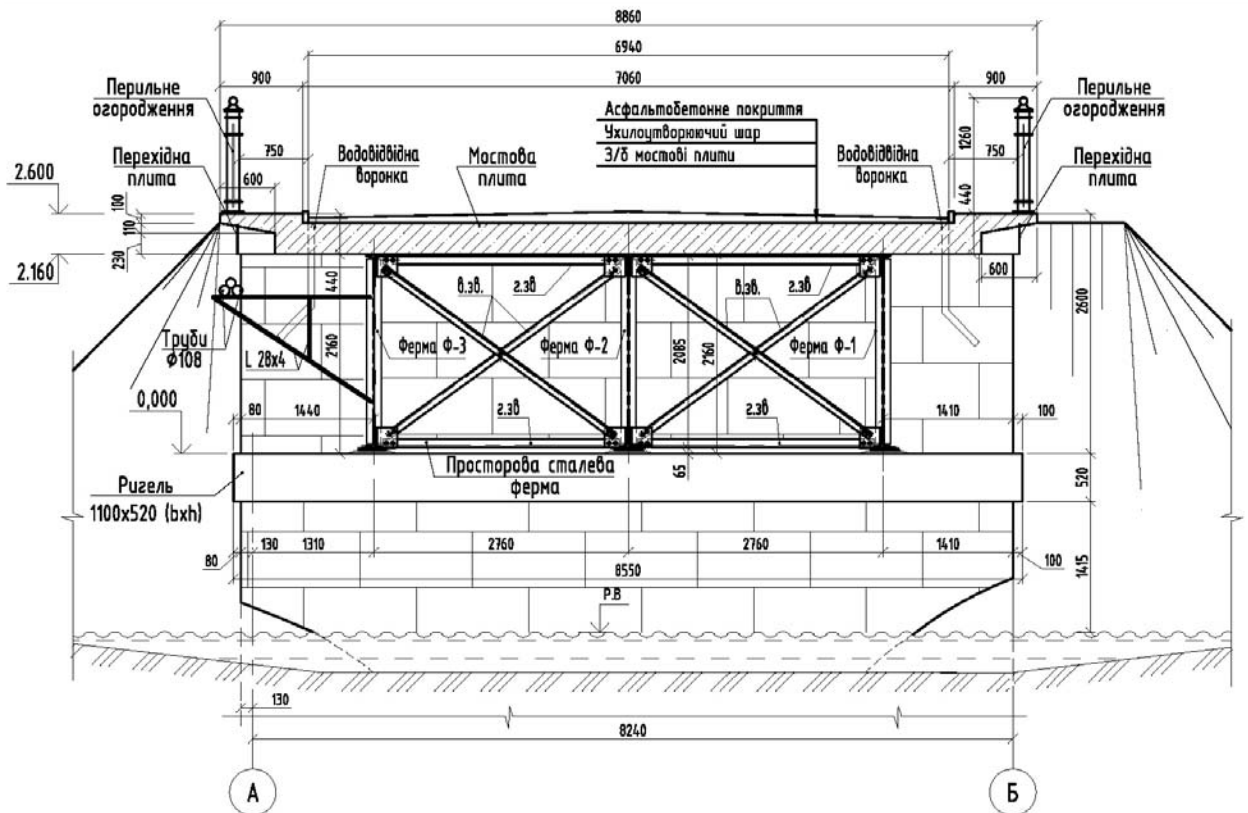 8860
6940
900
7060
900
Перильне
огородження
Асфальтобетонне покриття
Ухилоутворюючий шар
З/б мостові плити
1260
Перильне
огородження
750
750
Перехідна
плита
Водовідвідна
воронка
Мостова
плита
Водовідвідна
воронка
Перехідна
плита
600
440
2.600
100
110
230
2.160
600
440
в.зв.
г.зв
в.зв.
г.зв
2600
Труби
Ф108
L 28x4
2160
Ферма Ф-3
Ферма Ф-2
2085
2160
Ферма Ф-1
0,000
80
1440
г.зв
г.зв
1410
100
Просторова сталева
ферма
65
Ригель
1100x520 (bxh)
520
130
1310
2760
2760
1410
80
8550
100
1415
Р.В
130
8240
А
Б